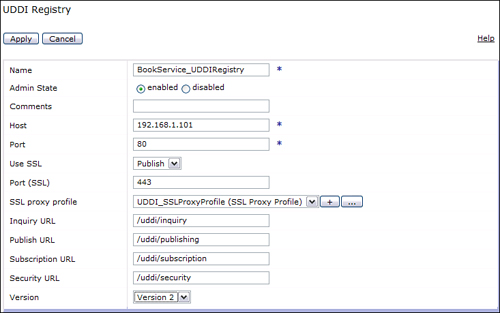 UDDI Registry
Apply Cancel Help
Name BookService_UDDIRegistry *
Admin State enabled disabled
Comments
Host 192.168.1.101 *
Port 80 *
Use SSL Publish
Port (SSL) 443
SSL proxy profile UDDI_SSLProxyProfile (SSL Proxy Profile) + ...
Inquiry URL /uddi/inquiry
Publish URL /uddi/publishing
Subscription URL /uddi/subscription
Security URL /uddi/security
Version Version 2